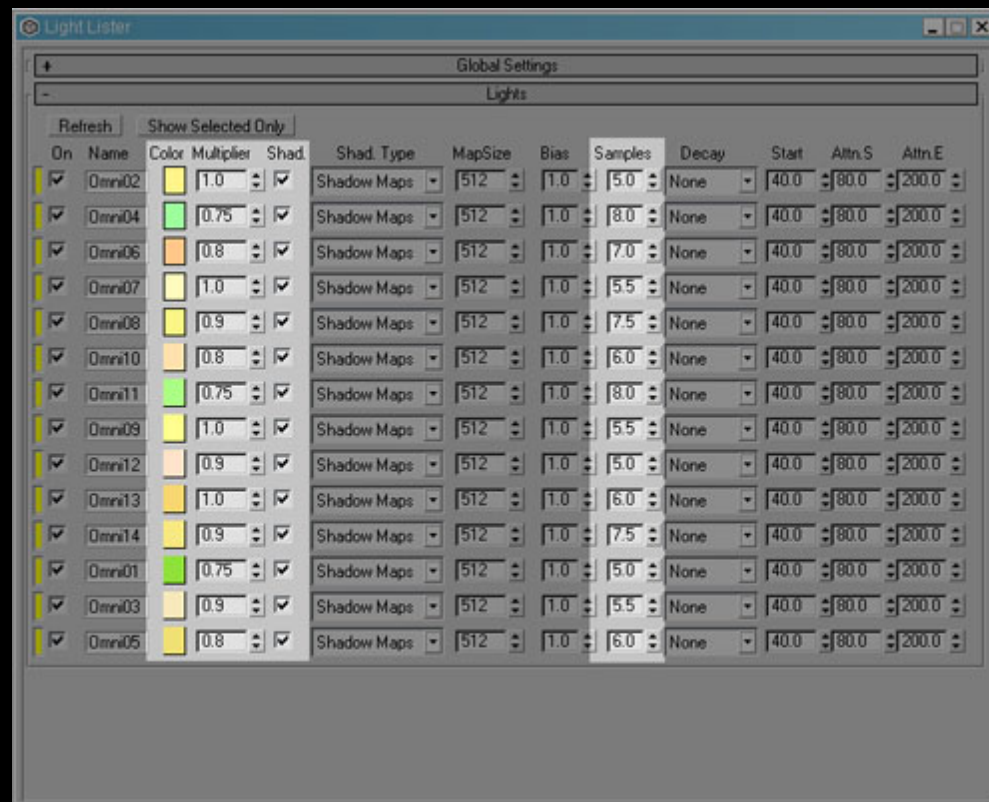 Light Lister
+ Global Settings
- Lights
Refresh Show Selected Only
On Name Color Multiplier Shad. Shad. Type MapSize Bias Samples Decay Start Attn.S Attn.E
Omni02 1.0 Shadow Maps 512 1.0 5.0 None 40.0 80.0 200.0
Omni04 0.75 Shadow Maps 512 1.0 8.0 None 40.0 80.0 200.0
Omni06 0.8 Shadow Maps 512 1.0 7.0 None 40.0 80.0 200.0
Omni07 1.0 Shadow Maps 512 1.0 5.5 None 40.0 80.0 200.0
Omni08 0.9 Shadow Maps 512 1.0 7.5 None 40.0 80.0 200.0
Omni10 0.8 Shadow Maps 512 1.0 6.0 None 40.0 80.0 200.0
Omni11 0.75 Shadow Maps 512 1.0 8.0 None 40.0 80.0 200.0
Omni09 1.0 Shadow Maps 512 1.0 5.5 None 40.0 80.0 200.0
Omni12 0.9 Shadow Maps 512 1.0 5.0 None 40.0 80.0 200.0
Omni13 1.0 Shadow Maps 512 1.0 6.0 None 40.0 80.0 200.0
Omni14 0.9 Shadow Maps 512 1.0 7.5 None 40.0 80.0 200.0
Omni01 0.75 Shadow Maps 512 1.0 5.0 None 40.0 80.0 200.0
Omni03 0.9 Shadow Maps 512 1.0 5.5 None 40.0 80.0 200.0
Omni05 0.8 Shadow Maps 512 1.0 6.0 None 40.0 80.0 200.0